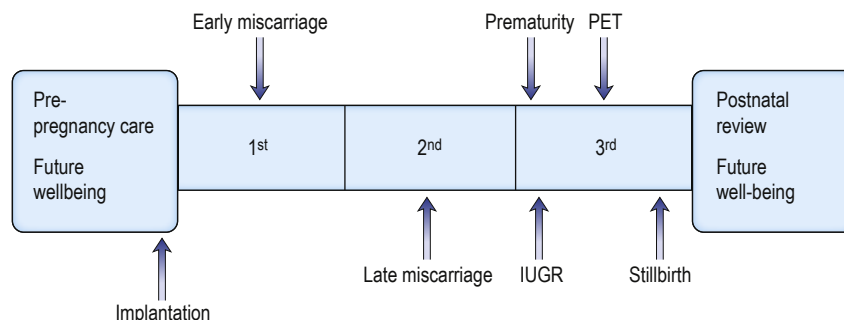 Early miscarriage
Prematurity
PET
Pre-
pregnancy care
Future
wellbeing
1st
2nd
3rd
Postnatal
review
Future
well-being
Late miscarriage
IUGR
Stillbirth
Implantation